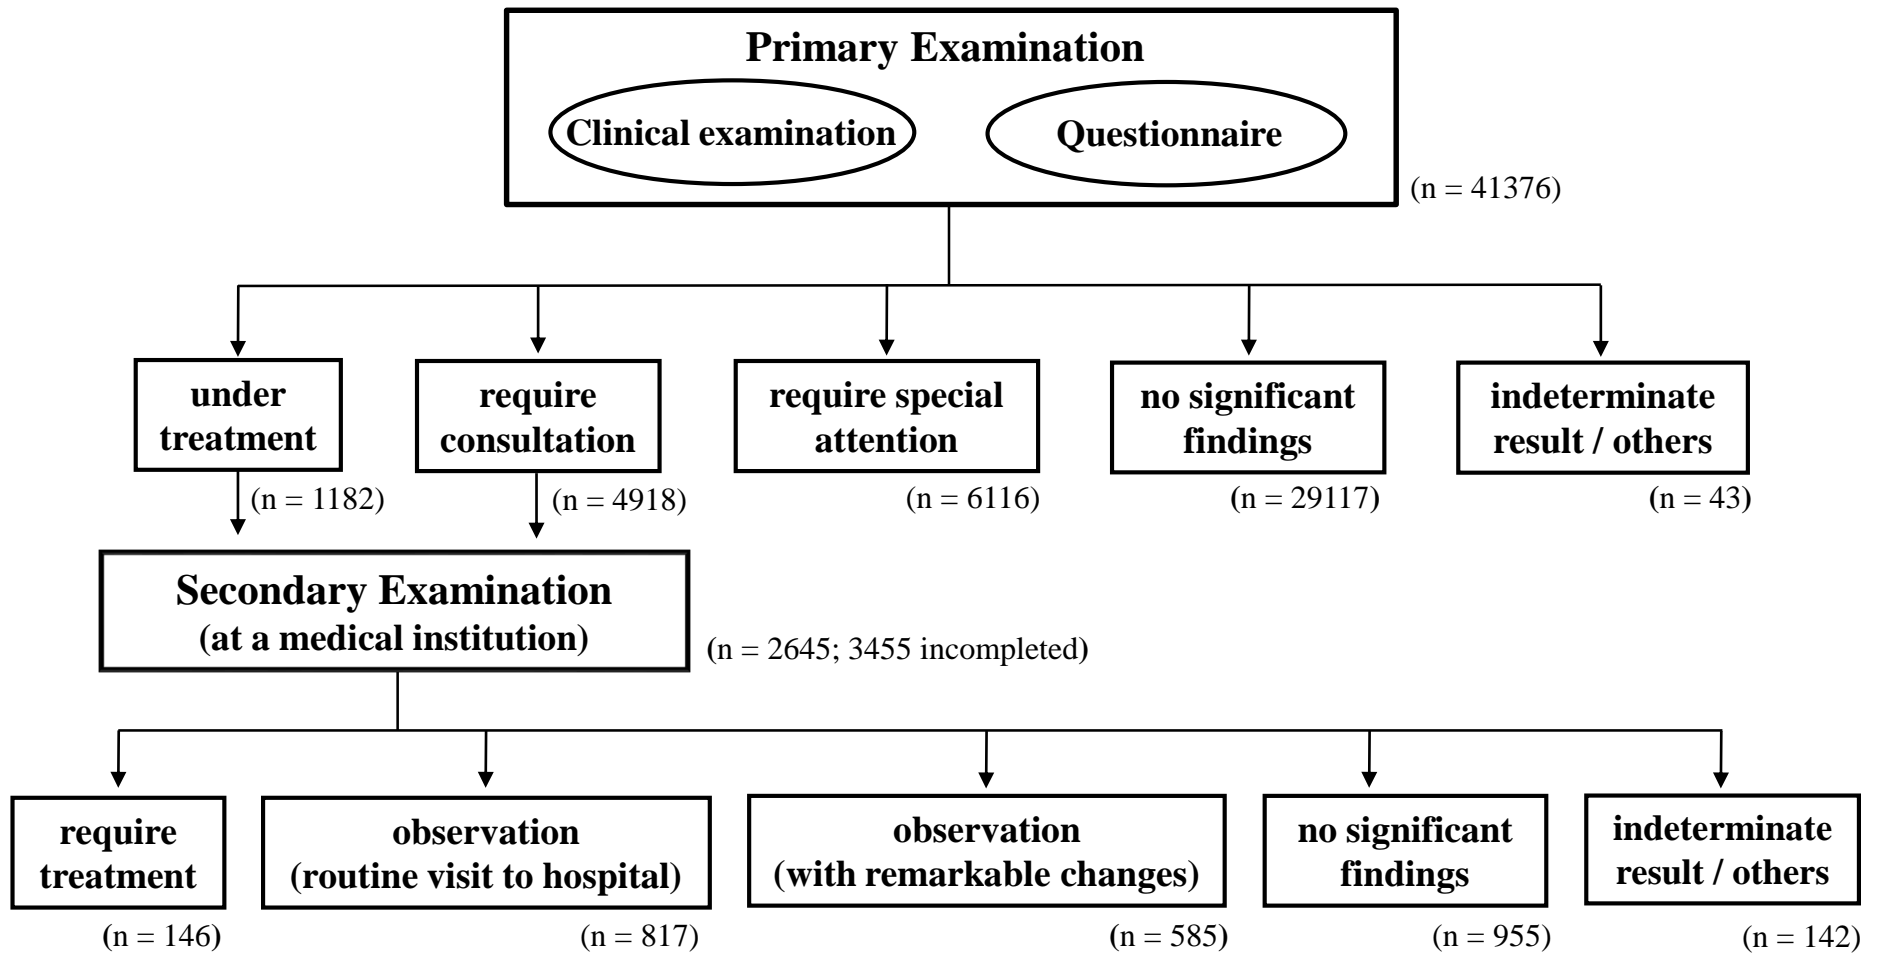 Primary Examination
Clinical examination
Questionnaire
(n = 41376)
under
treatment
(n = 1182)
require
consultation
(n = 4918)
require special
attention
(n = 6116)
no significant
findings
(n = 29117)
indeterminate
result / others
(n = 43)
Secondary Examination
(at a medical institution)
(n = 2645; 3455 incompleted)
require
treatment
(n = 146)
observation
(routine visit to hospital)
(n = 817)
observation
(with remarkable changes)
(n = 585)
no significant
findings
(n = 955)
indeterminate
result / others
(n = 142)